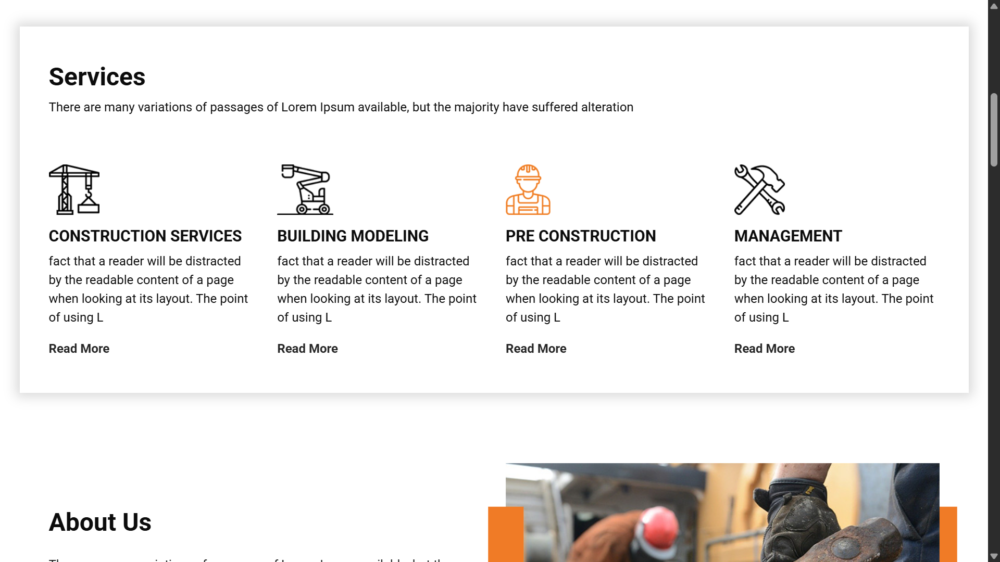 Services
There are many variations of passages of Lorem Ipsum available, but the majority have suffered alteration
CONSTRUCTION SERVICES
fact that a reader will be distracted
by the readable content of a page
when looking at its layout. The point
of using L
Read More
BUILDING MODELING
fact that a reader will be distracted
by the readable content of a page
when looking at its layout. The point
of using L
Read More
PRE CONSTRUCTION
fact that a reader will be distracted
by the readable content of a page
when looking at its layout. The point
of using L
Read More
MANAGEMENT
fact that a reader will be distracted
by the readable content of a page
when looking at its layout. The point
of using L
Read More
About Us